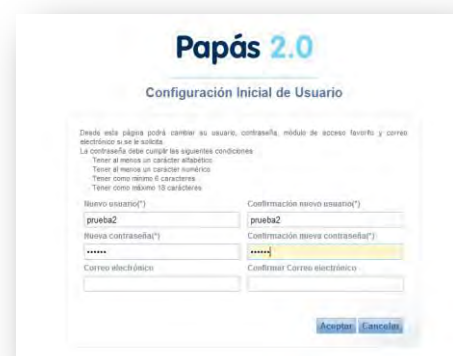 Papás 2.0
Configuración Inicial de Usuario
Desde esta página podrá cambiar su usuario, contraseña, módulo de acceso favorito y correo
electrónico si se le solicita.
La contraseña debe cumplir las siguientes condiciones
Tener al menos un carácter alfabético
Tener al menos un carácter numérico
Tener como mínimo 6 caracteres
Tener como máximo 10 caracteres
Nuevo usuario(*) Confirmación nuevo usuario(*)
prueba2 prueba2
Nueva contraseña(*) Confirmación nueva contraseña(*)
•••••• ••••••
Correo electrónico Confirmar Correo electrónico
Aceptar Cancelar